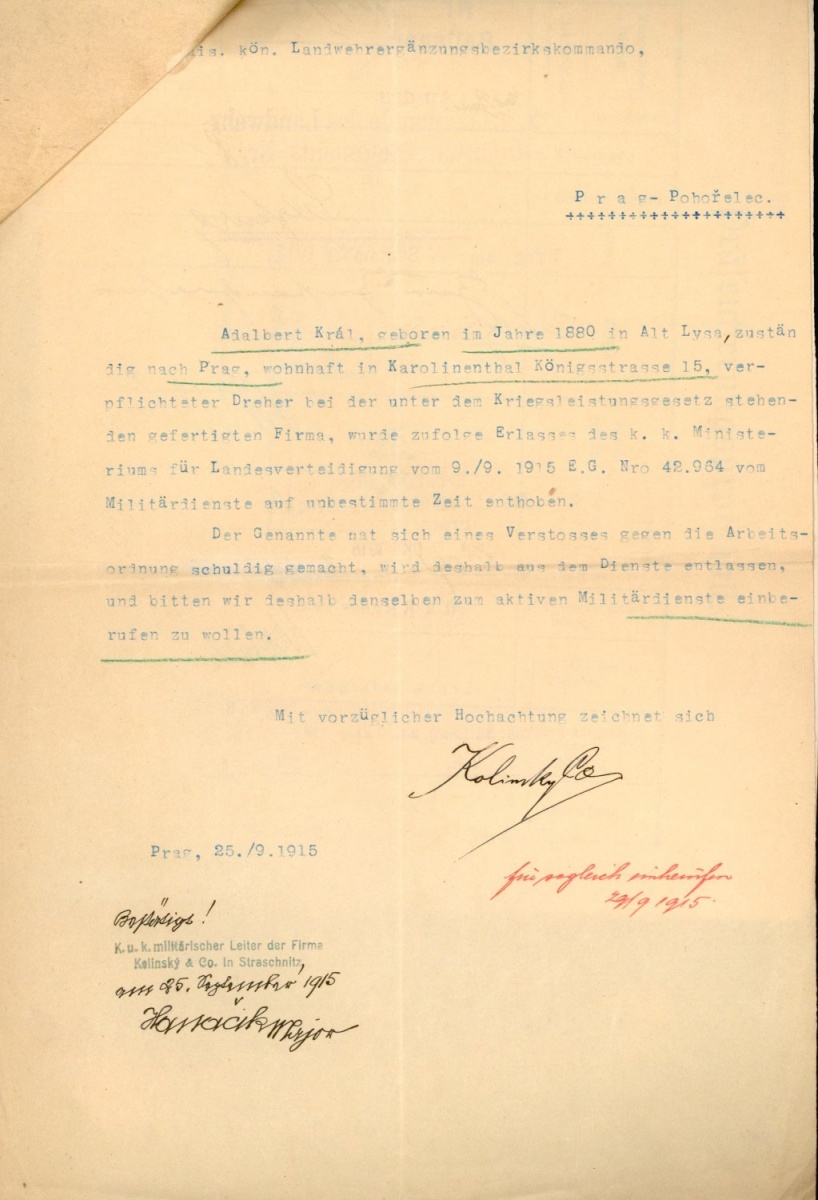 is. kön. Landwehrergänzungsbezirkskommando,
Prag-Pohořelec.
Adalbert Král, geboren im Jahre 1880 in Alt Lysa, zustän
dig nach Prag, wohnhaft in Karolinenthal Königsstrasse 15, ver-
pflichteter Dreher bei der unter dem Kriegsleistungsgesetz stehen-
den gefertigten Firma, wurde zufolge Erlasses des k. k. Ministe-
riums für Landesverteidigung vom 9./9. 1915 E.G. Nro 42.964 vom
Militärdienste auf unbestimmte Zeit enthoben.
Der Genannte hat sich eines Verstosses gegen die Arbeits-
ordnung schuldig gemacht, wird deshalb aus dem Dienste entlassen,
und bitten wir deshalb denselben zum aktiven Militärdienste einbe-
rufen zu wollen.
Mit vorzüglicher Hochachtung zeichnet sich
Kolinsky Co
Prag, 25./9.1915
sogleich einberufen
29/9 1915.
Bestätigt!
K. u. k. militärischer Leiter der Firma
Kolinský & Co. in Straschnitz,
am 25. September 1915
Hanačik Major